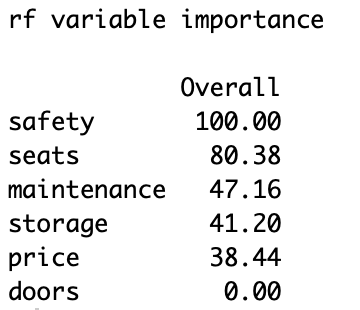 rf variable importance
Overall
safety 100.00
seats 80.38
maintenance 47.16
storage 41.20
price 38.44
doors 0.00